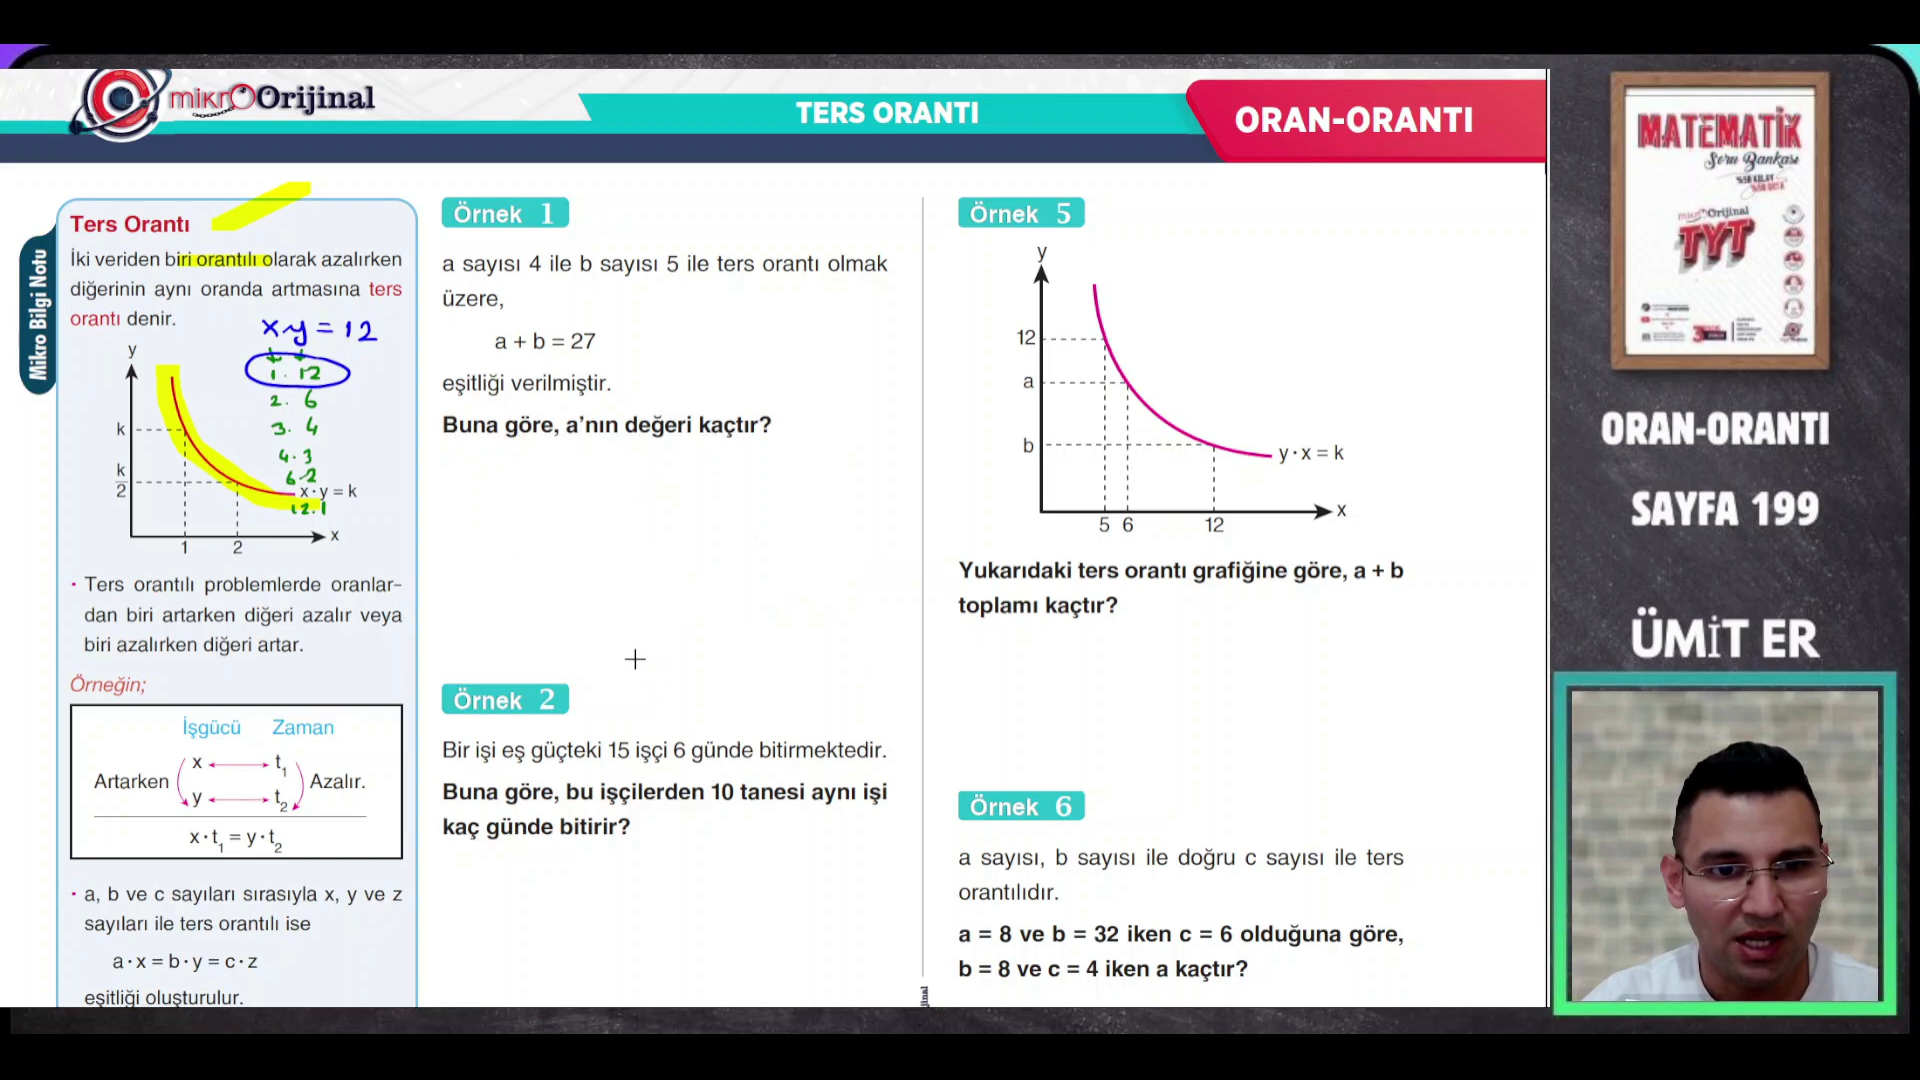 mikro Orijinal
TERS ORANTI
ORAN-ORANTI
Mikro Bilgi Notu
Ters Orantı
İki veriden biri orantılı olarak azalırken
diğerinin aynı oranda artmasına ters
orantı denir.
x y = 12
1 . 12
2 . 6
3 . 4
4 . 3
6 . 2
12 . 1
y
k
k
2
x · y = k
1
2
x
· Ters orantılı problemlerde oranlar-
dan biri artarken diğeri azalır veya
biri azalırken diğeri artar.
Örneğin;
İşgücü Zaman
x t1
Artarken Azalır.
y t2
x · t1 = y · t2
· a, b ve c sayıları sırasıyla x, y ve z
sayıları ile ters orantılı ise
a · x = b · y = c · z
eşitliği oluşturulur.
Örnek 1
a sayısı 4 ile b sayısı 5 ile ters orantı olmak
üzere,
a + b = 27
eşitliği verilmiştir.
Buna göre, a’nın değeri kaçtır?
Örnek 2
Bir işi eş güçteki 15 işçi 6 günde bitirmektedir.
Buna göre, bu işçilerden 10 tanesi aynı işi
kaç günde bitirir?
Örnek 5
y
12
a
b
y · x = k
5 6 12
x
Yukarıdaki ters orantı grafiğine göre, a + b
toplamı kaçtır?
Örnek 6
a sayısı, b sayısı ile doğru c sayısı ile ters
orantılıdır.
a = 8 ve b = 32 iken c = 6 olduğuna göre,
b = 8 ve c = 4 iken a kaçtır?
MATEMATİK
Soru Bankası
mikro Orijinal
TYT
ORAN-ORANTI
SAYFA 199
ÜMİT ER